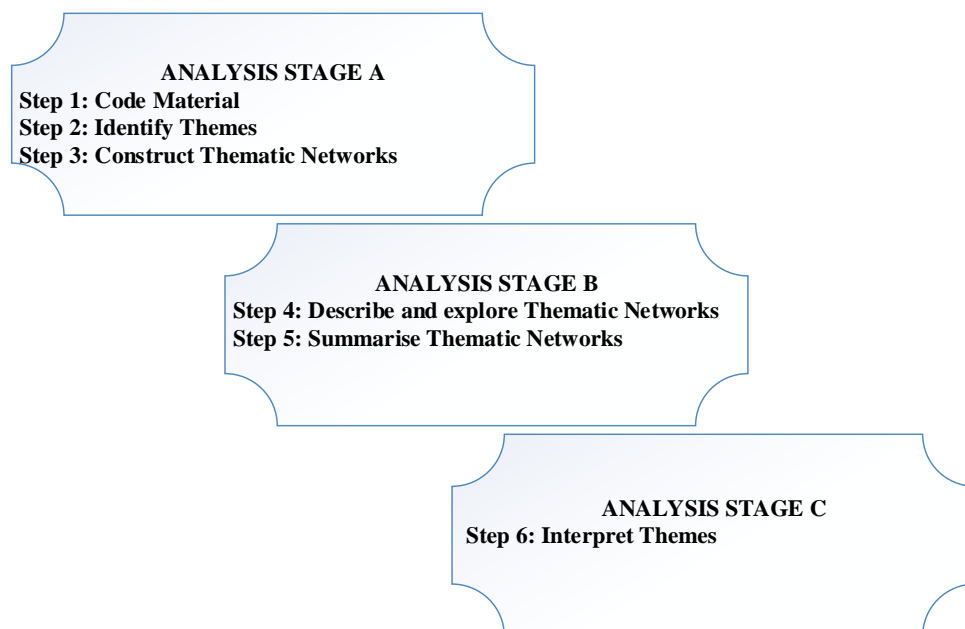 ANALYSIS STAGE A
Step 1: Code Material
Step 2: Identify Themes
Step 3: Construct Thematic Networks
ANALYSIS STAGE B
Step 4: Describe and explore Thematic Networks
Step 5: Summarise Thematic Networks
ANALYSIS STAGE C
Step 6: Interpret Themes